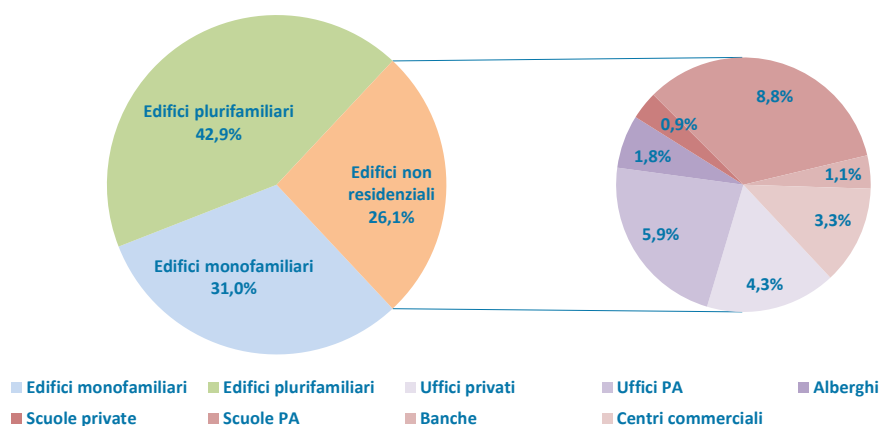 Edifici plurifamiliari
42,9%
Edifici non
residenziali
26,1%
Edifici monofamiliari
31,0%
8,8%
0,9%
1,8%
1,1%
3,3%
5,9%
4,3%
Edifici monofamiliari
Edifici plurifamiliari
Uffici privati
Uffici PA
Alberghi
Scuole private
Scuole PA
Banche
Centri commerciali